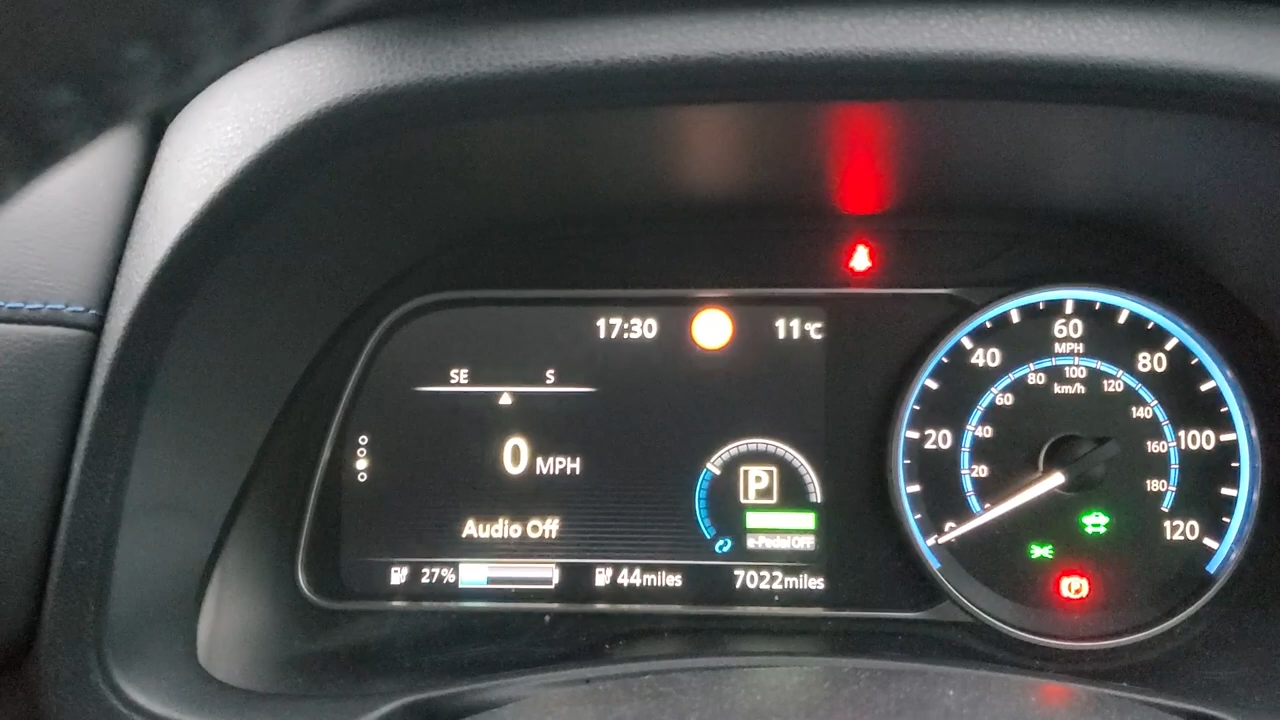 17:30 11°C
SE S
0 MPH
P
Audio Off
e-Pedal OFF
27% 44miles 7022miles
0 20 40 60 80 100 120
MPH
20 40 60 80 100 120 140 160 180
km/h
P